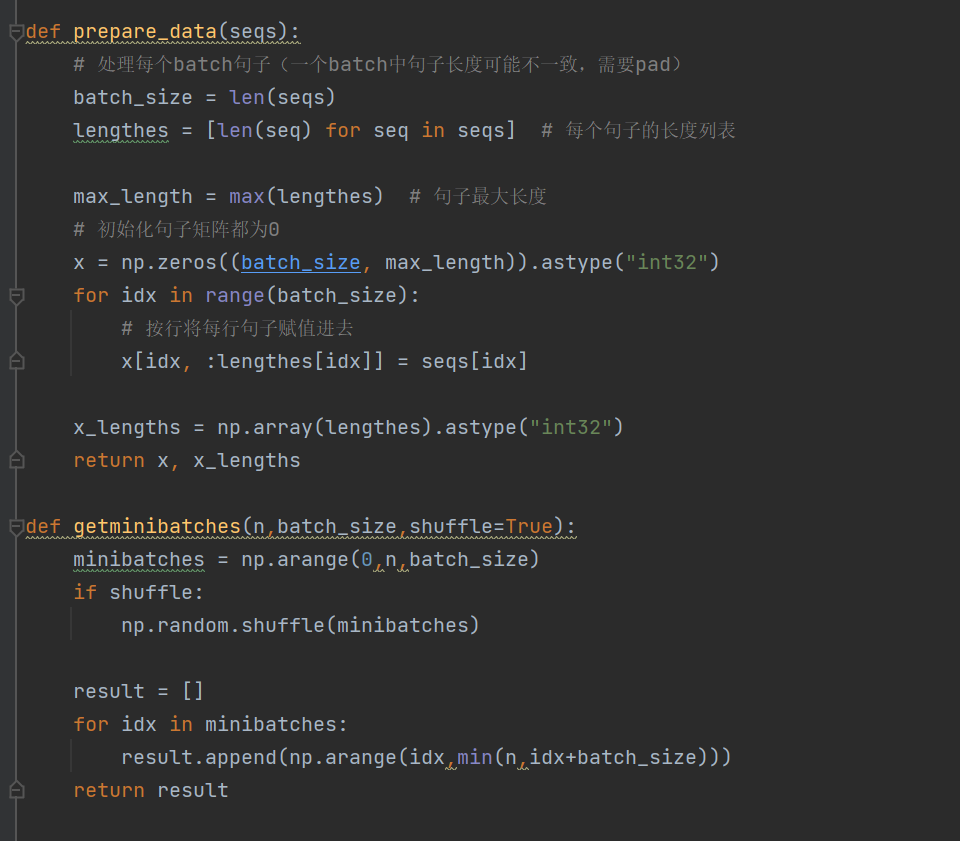 def prepare_data(seqs):
    # 处理每个batch句子（一个batch中句子长度可能不一致，需要pad）
    batch_size = len(seqs)
    lengthes = [len(seq) for seq in seqs]  # 每个句子的长度列表
    max_length = max(lengthes)  # 句子最大长度
    # 初始化句子矩阵都为0
    x = np.zeros((batch_size, max_length)).astype("int32")
    for idx in range(batch_size):
        # 按行将每行句子赋值进去
        x[idx, :lengthes[idx]] = seqs[idx]
    x_lengths = np.array(lengthes).astype("int32")
    return x, x_lengths
def getminibatches(n,batch_size,shuffle=True):
    minibatches = np.arange(0,n,batch_size)
    if shuffle:
        np.random.shuffle(minibatches)
    result = []
    for idx in minibatches:
        result.append(np.arange(idx,min(n,idx+batch_size)))
    return result